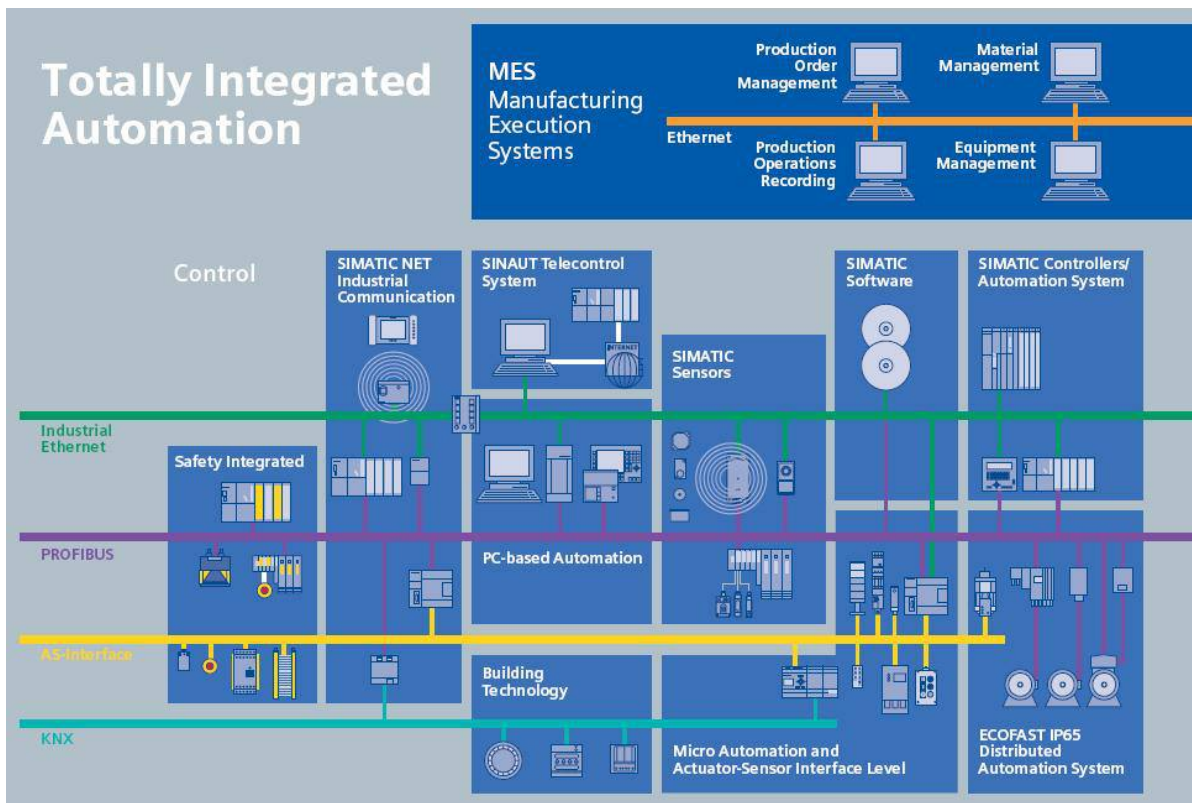 Totally Integrated
Automation
MES
Manufacturing
Execution
Systems
Production
Order
Management
Material
Management
Ethernet
Production
Operations
Recording
Equipment
Management
Control
SIMATIC NET
Industrial
Communication
SINAUT Telecontrol
System
INTERNET
SIMATIC
Sensors
SIMATIC
Software
SIMATIC Controllers/
Automation System
Industrial
Ethernet
Safety Integrated
PROFIBUS
PC-based Automation
AS-Interface
Building
Technology
KNX
Micro Automation and
Actuator-Sensor Interface Level
ECOFAST IP65
Distributed
Automation System